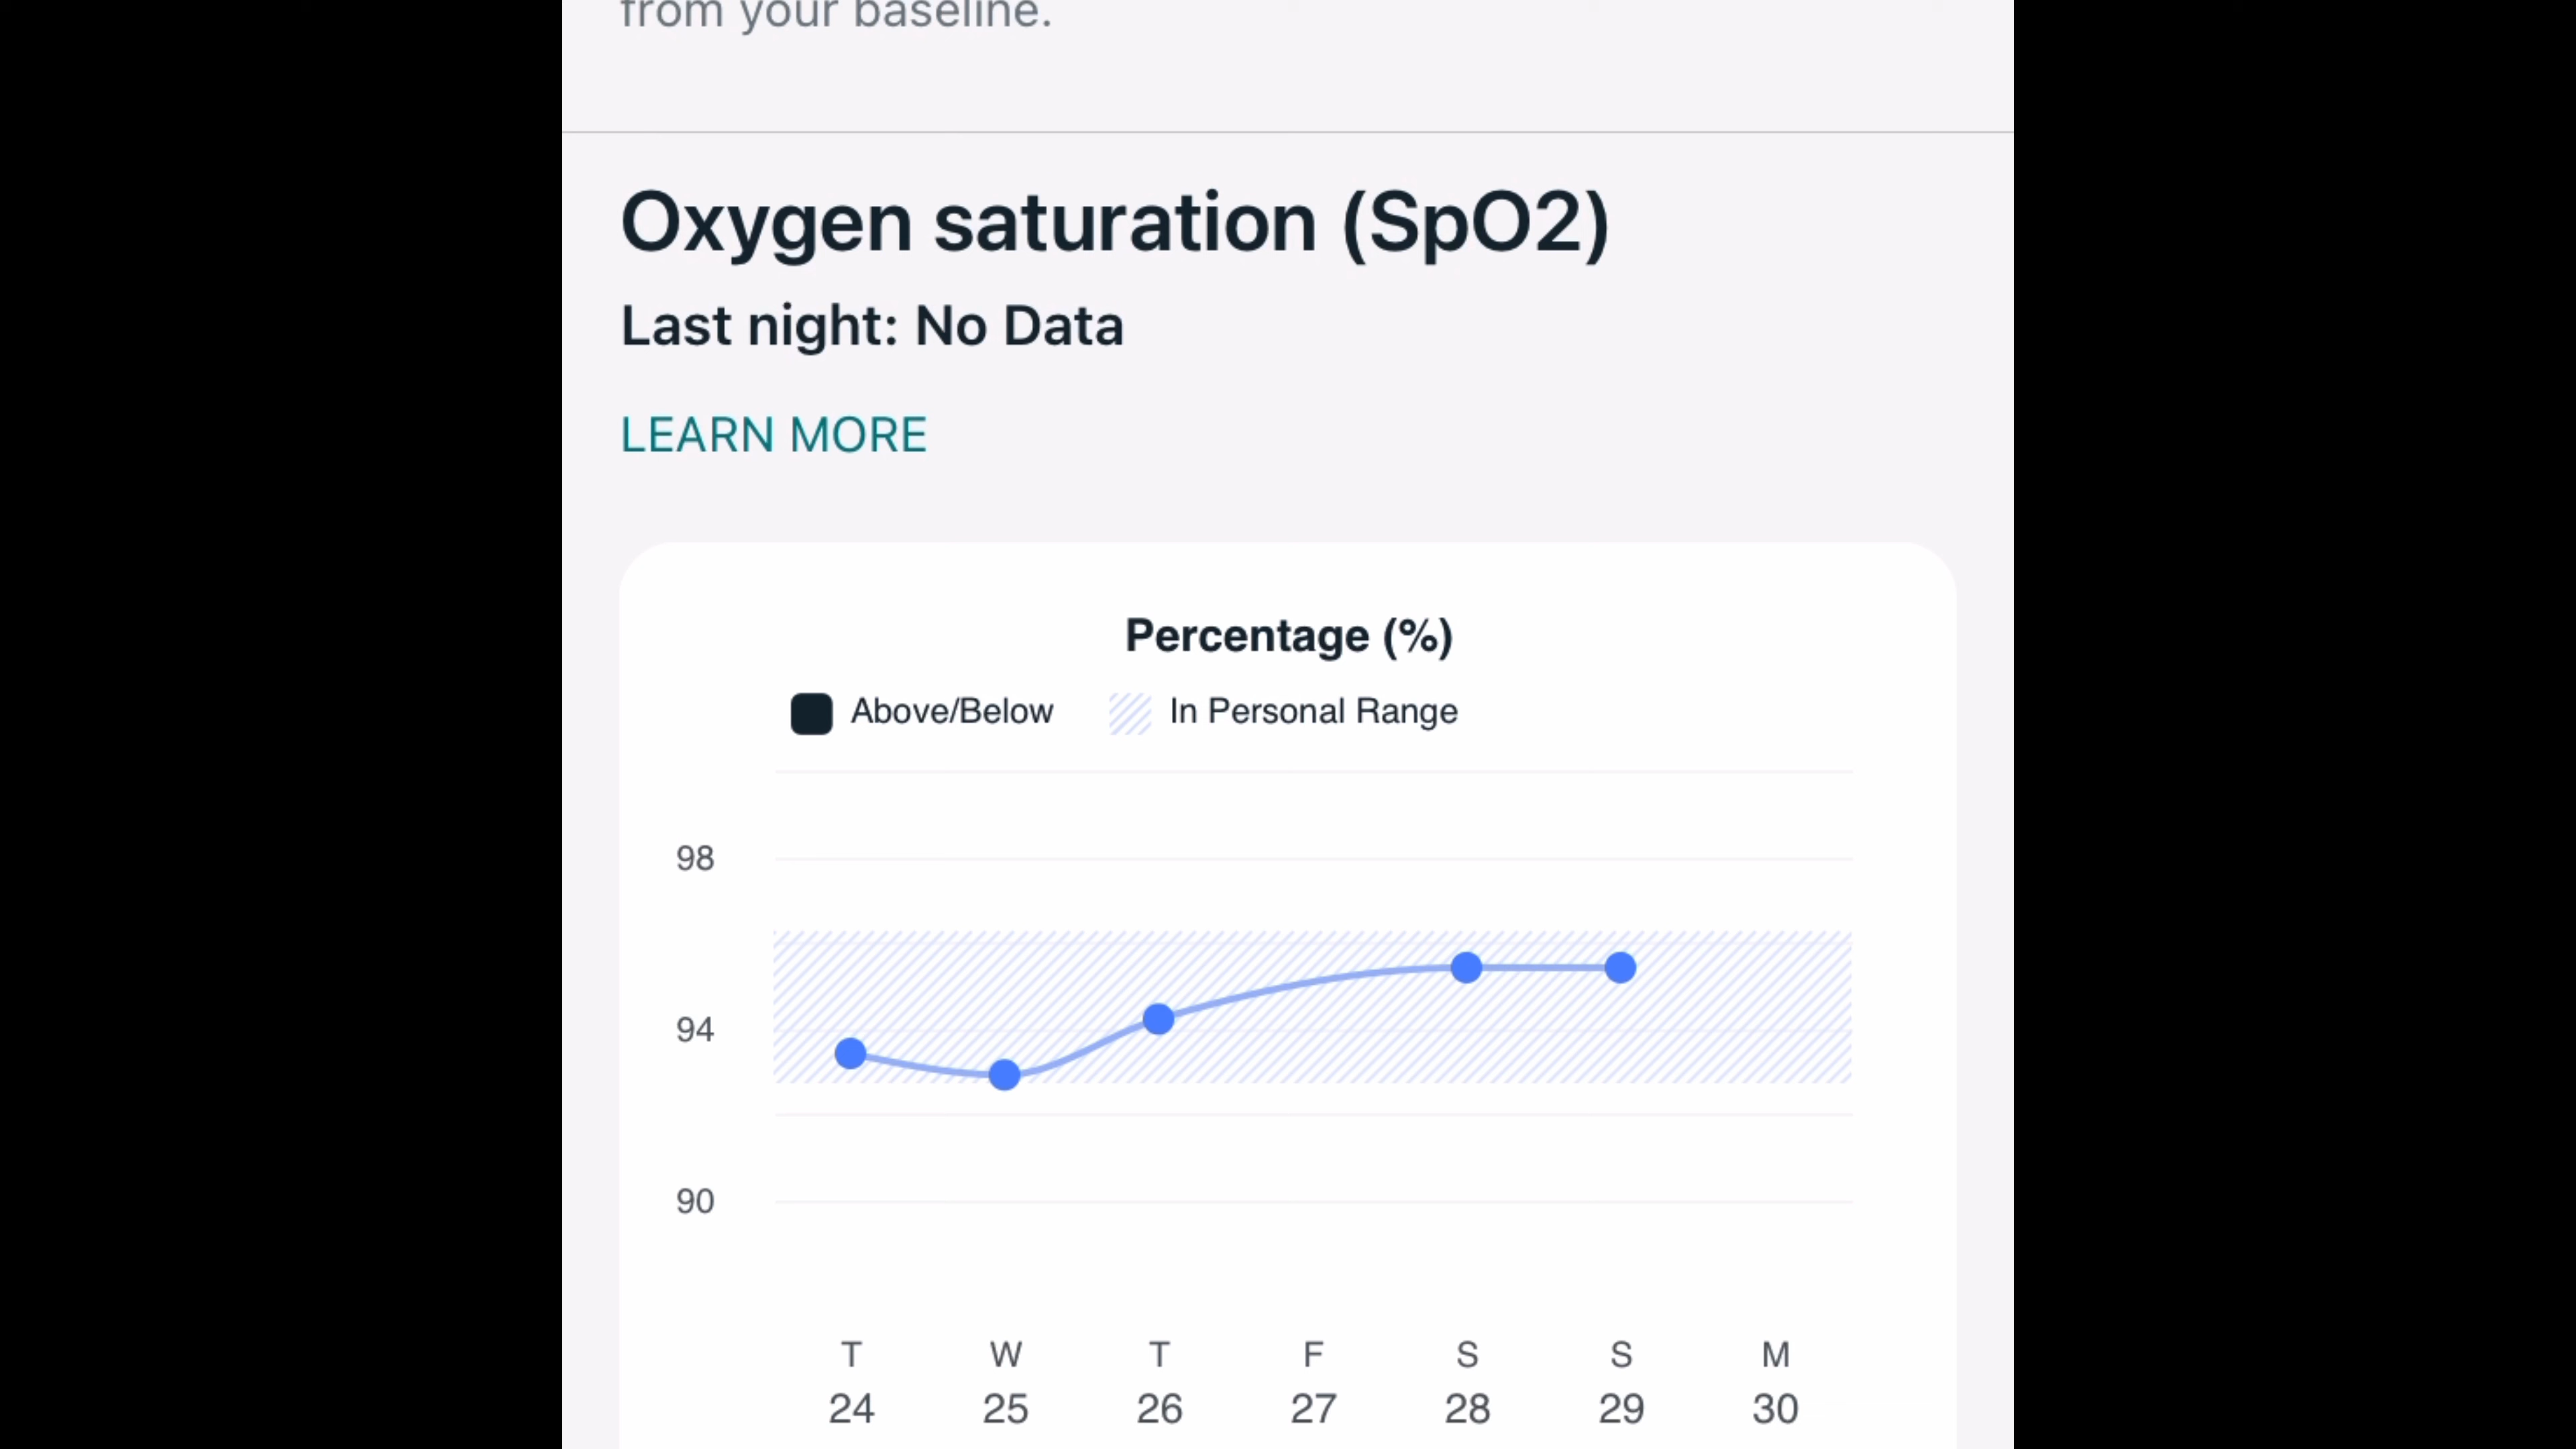 from your baseline.
Oxygen saturation (SpO2)
Last night: No Data
LEARN MORE
Percentage (%)
Above/Below In Personal Range
98
94
90
T W T F S S M
24 25 26 27 28 29 30